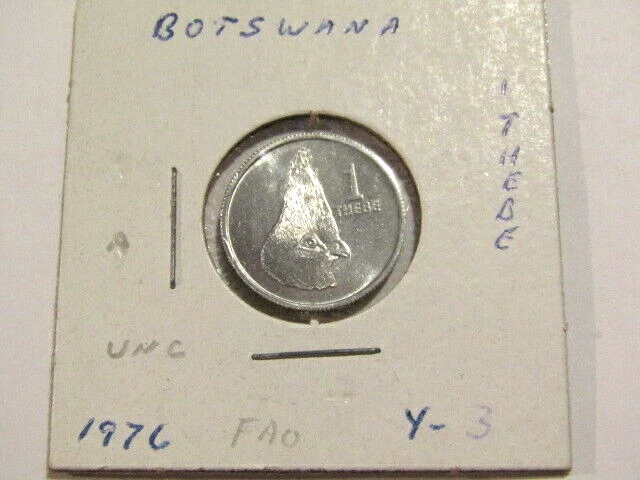 BOTSWANA
1 THEBE
1
THEBE
A
UNC
1976 FAO Y-3